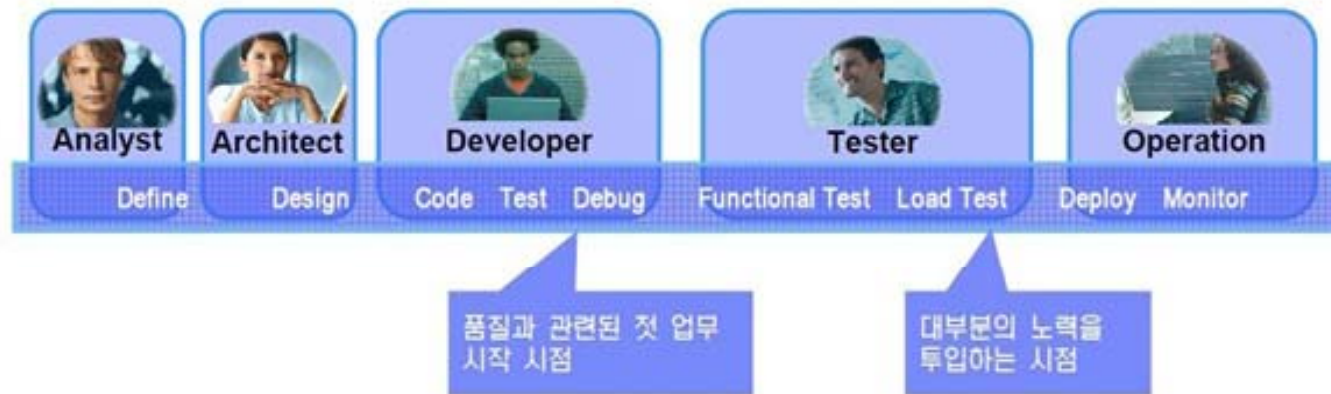 Analyst
Architect
Developer
Tester
Operation
Define
Design
Code Test Debug
Functional Test Load Test
Deploy Monitor
품질과 관련된 젓 업무
시작 시점
대부분의 노력을
투입하는 시점